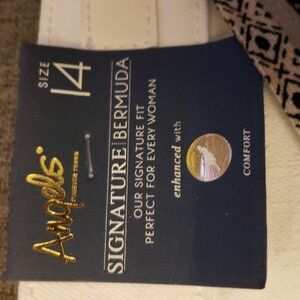 SIZE
14
Angels
SIGNATURE BERMUDA
OUR SIGNATURE FIT
PERFECT FOR EVERY WOMAN
enhanced with
COMFORT